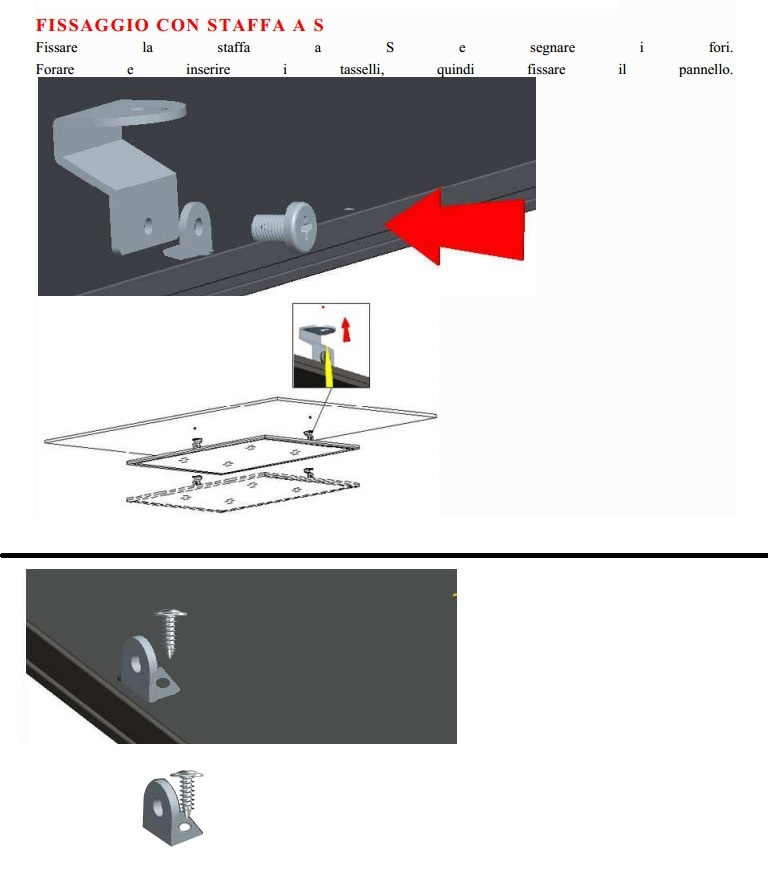 FISSAGGIO CON STAFFA A S
Fissare la staffa a S e segnare i fori.
Forare e inserire i tasselli, quindi fissare il pannello.